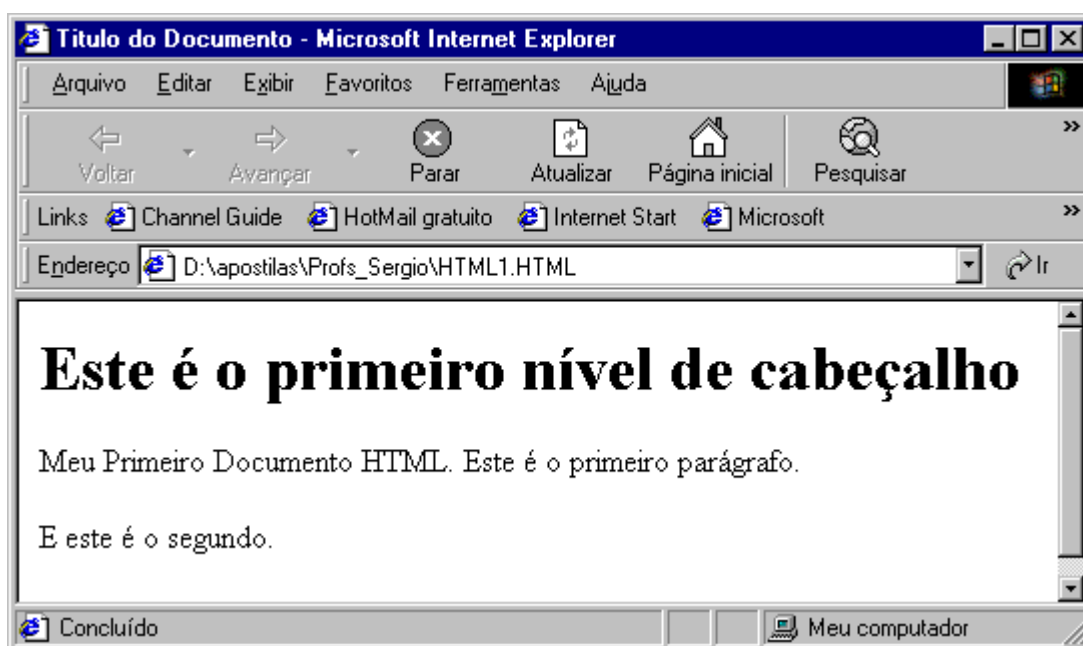 Titulo do Documento - Microsoft Internet Explorer
Arquivo Editar Exibir Favoritos Ferramentas Ajuda
Voltar Avançar Parar Atualizar Página inicial Pesquisar »
Links Channel Guide HotMail gratuito Internet Start Microsoft »
Endereço D:\apostilas\Profs_Sergio\HTML1.HTML Ir
Este é o primeiro nível de cabeçalho
Meu Primeiro Documento HTML. Este é o primeiro parágrafo.
E este é o segundo.
Concluído Meu computador